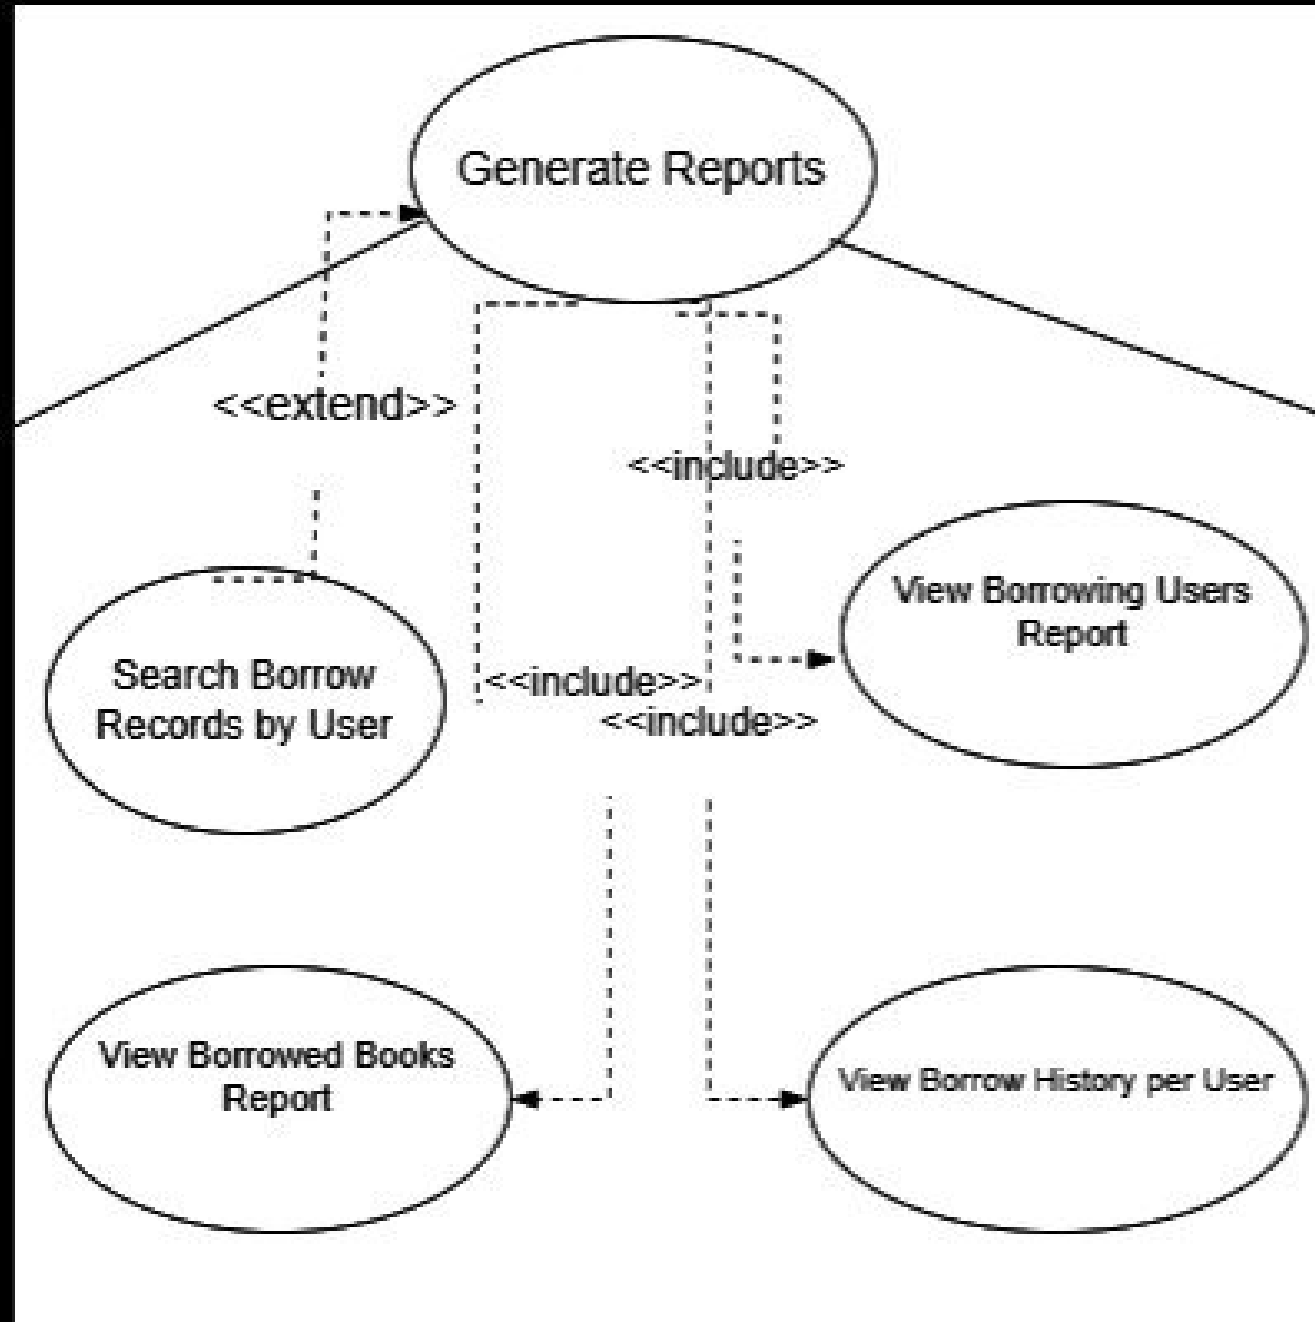 Generate Reports
<<extend>>
<<include>>
View Borrowing Users
Report
Search Borrow
Records by User
<<include>>
<<include>>
View Borrowed Books
Report
View Borrow History per User